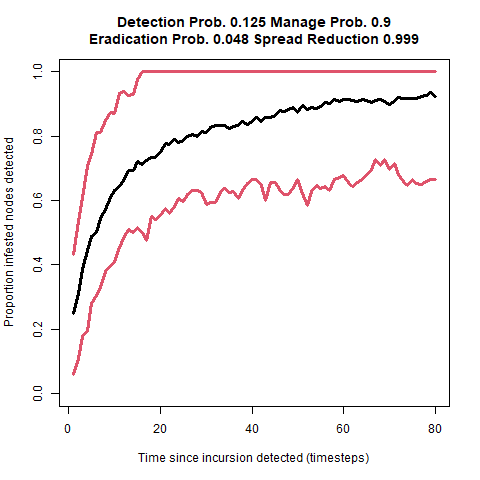 Detection Prob. 0.125 Manage Prob. 0.9
Eradication Prob. 0.048 Spread Reduction 0.999
Proportion infested nodes detected
1.0
0.8
0.6
0.4
0.2
0.0
0 20 40 60 80
Time since incursion detected (timesteps)